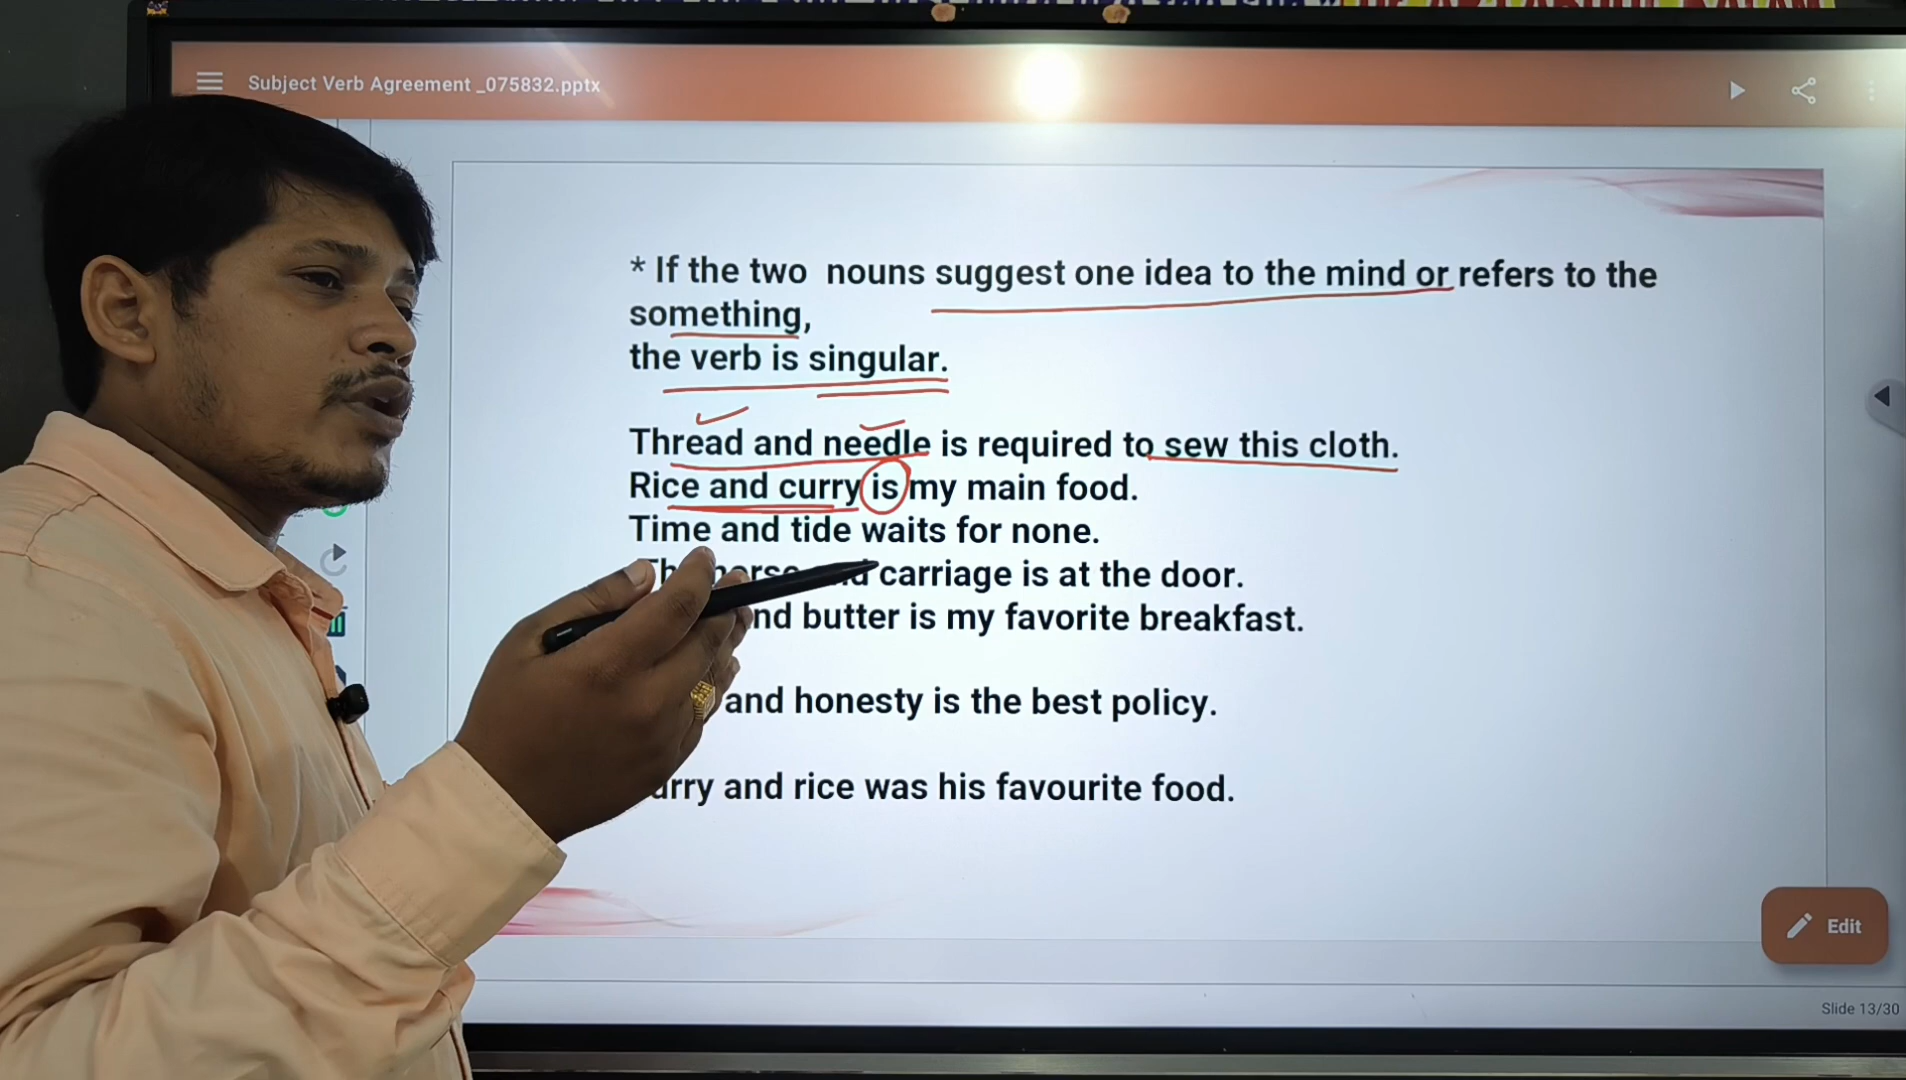 Subject Verb Agreement _075832.pptx
* If the two nouns suggest one idea to the mind or refers to the
something,
the verb is singular.
Thread and needle is required to sew this cloth.
Rice and curry is my main food.
Time and tide waits for none.
carriage is at the door.
butter is my favorite breakfast.
and honesty is the best policy.
and rice was his favourite food.
Edit
Slide 13/30